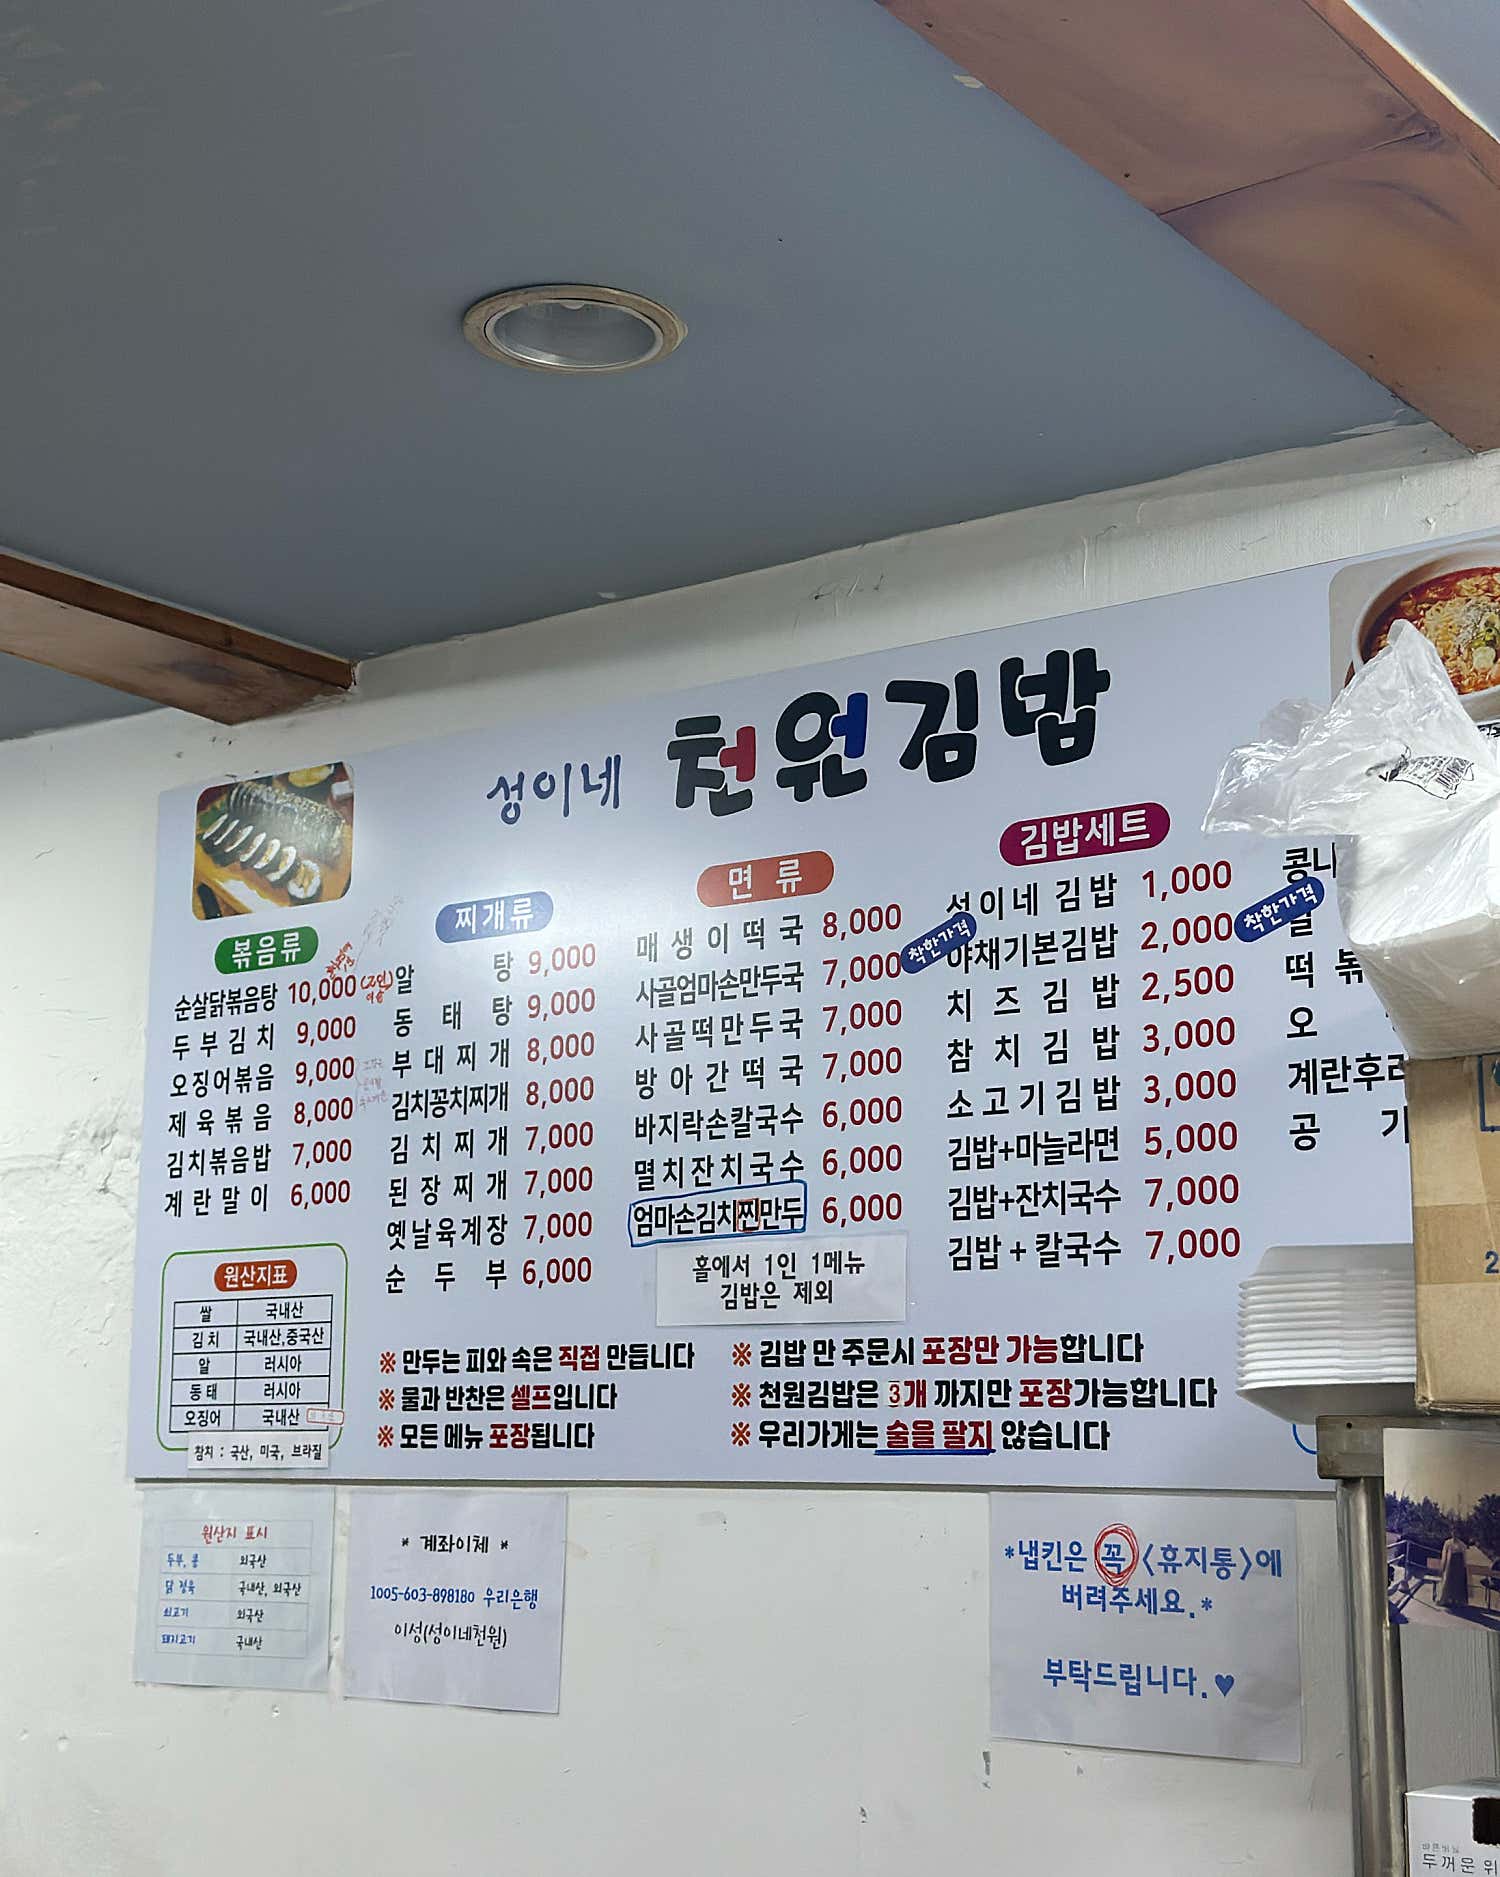 성이네 천원김밥
볶음류
순살닭볶음탕 10,000
두부김치 9,000
오징어볶음 9,000
제육볶음 8,000
김치볶음밥 7,000
계란말이 6,000
찌개류
알탕 9,000
동태탕 9,000
부대찌개 8,000
김치꽁치찌개 8,000
김치찌개 7,000
된장찌개 7,000
옛날육계장 7,000
순두부 6,000
면류
매생이떡국 8,000
사골엄마손만두국 7,000
사골떡만두국 7,000
방아간떡국 7,000
바지락손칼국수 6,000
멸치잔치국수 6,000
엄마손김치찐만두 6,000
홀에서 1인 1메뉴
김밥은 제외
김밥세트
성이네 김밥 1,000
착한가격
야채기본김밥 2,000
치즈김밥 2,500
참치김밥 3,000
소고기김밥 3,000
김밥+마늘라면 5,000
김밥+잔치국수 7,000
김밥+칼국수 7,000
착한가격
떡볶
오
계란후
공기
원산지표
쌀 국내산
김치 국내산,중국산
알 러시아
동태 러시아
오징어 국내산
참치 : 국산, 미국, 브라질
※ 만두는 피와 속은 직접 만듭니다
※ 물과 반찬은 셀프입니다
※ 모든 메뉴 포장됩니다
※ 김밥 만 주문시 포장만 가능합니다
※ 천원김밥은 3개 까지만 포장가능합니다
※ 우리가게는 술을 팔지 않습니다
원산지 표시
두부, 콩 외국산
닭 정육 국내산, 외국산
쇠고기 외국산
돼지고기 국내산
* 계좌이체 *
1005-603-898180 우리은행
이성(성이네천원)
*냅킨은 꼭 <휴지통>에
버려주세요.*
부탁드립니다.♥
두꺼운 위